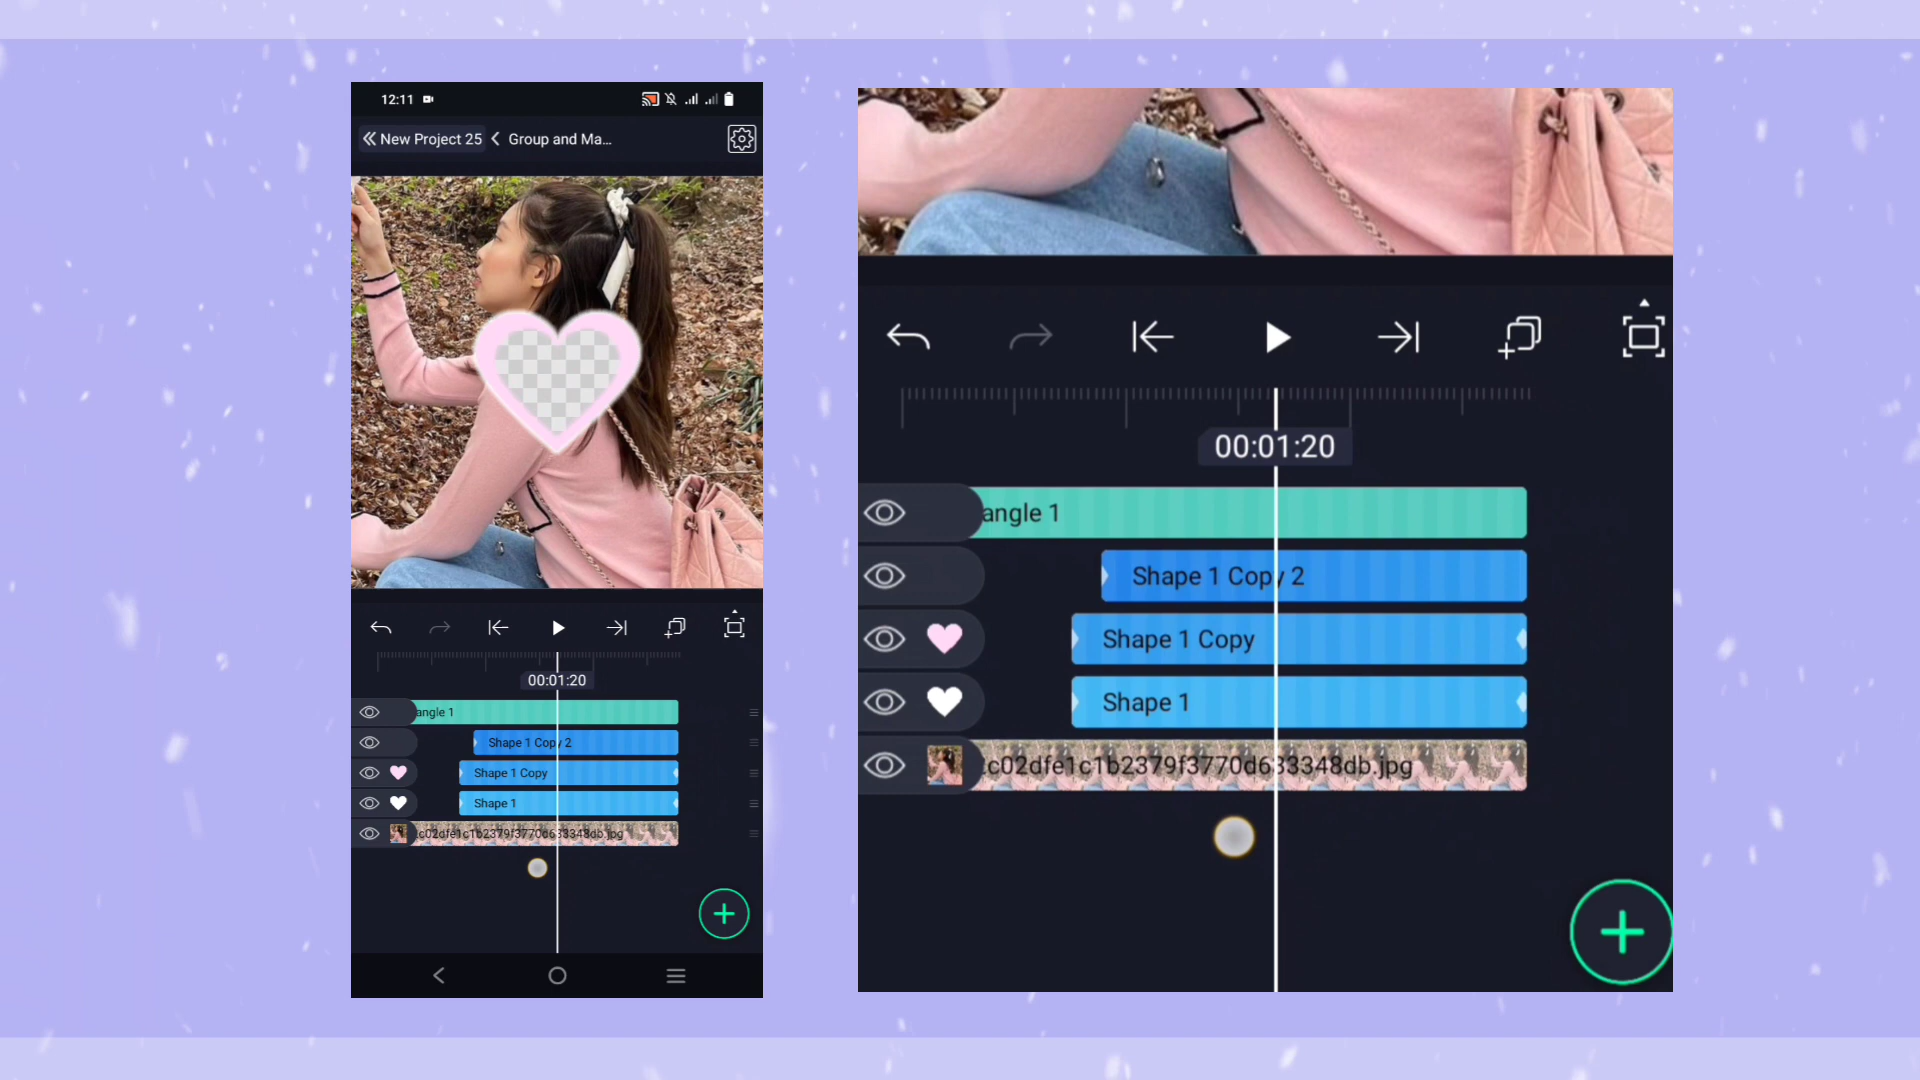 12:11
New Project 25 Group and Ma...
00:01:20
angle 1
Shape 1 Copy 2
Shape 1 Copy
Shape 1
c02dfe1c1b2379f3770d633348db.jpg
00:01:20
angle 1
Shape 1 Copy 2
Shape 1 Copy
Shape 1
c02dfe1c1b2379f3770d633348db.jpg